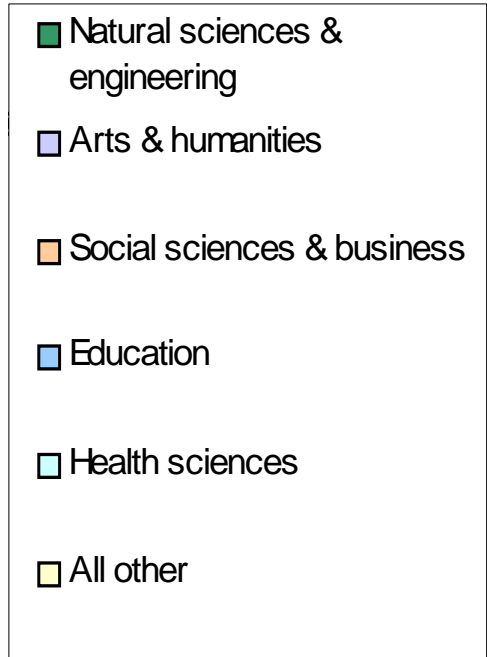 Natural sciences &
engineering
Arts & humanities
Social sciences & business
Education
Health sciences
All other